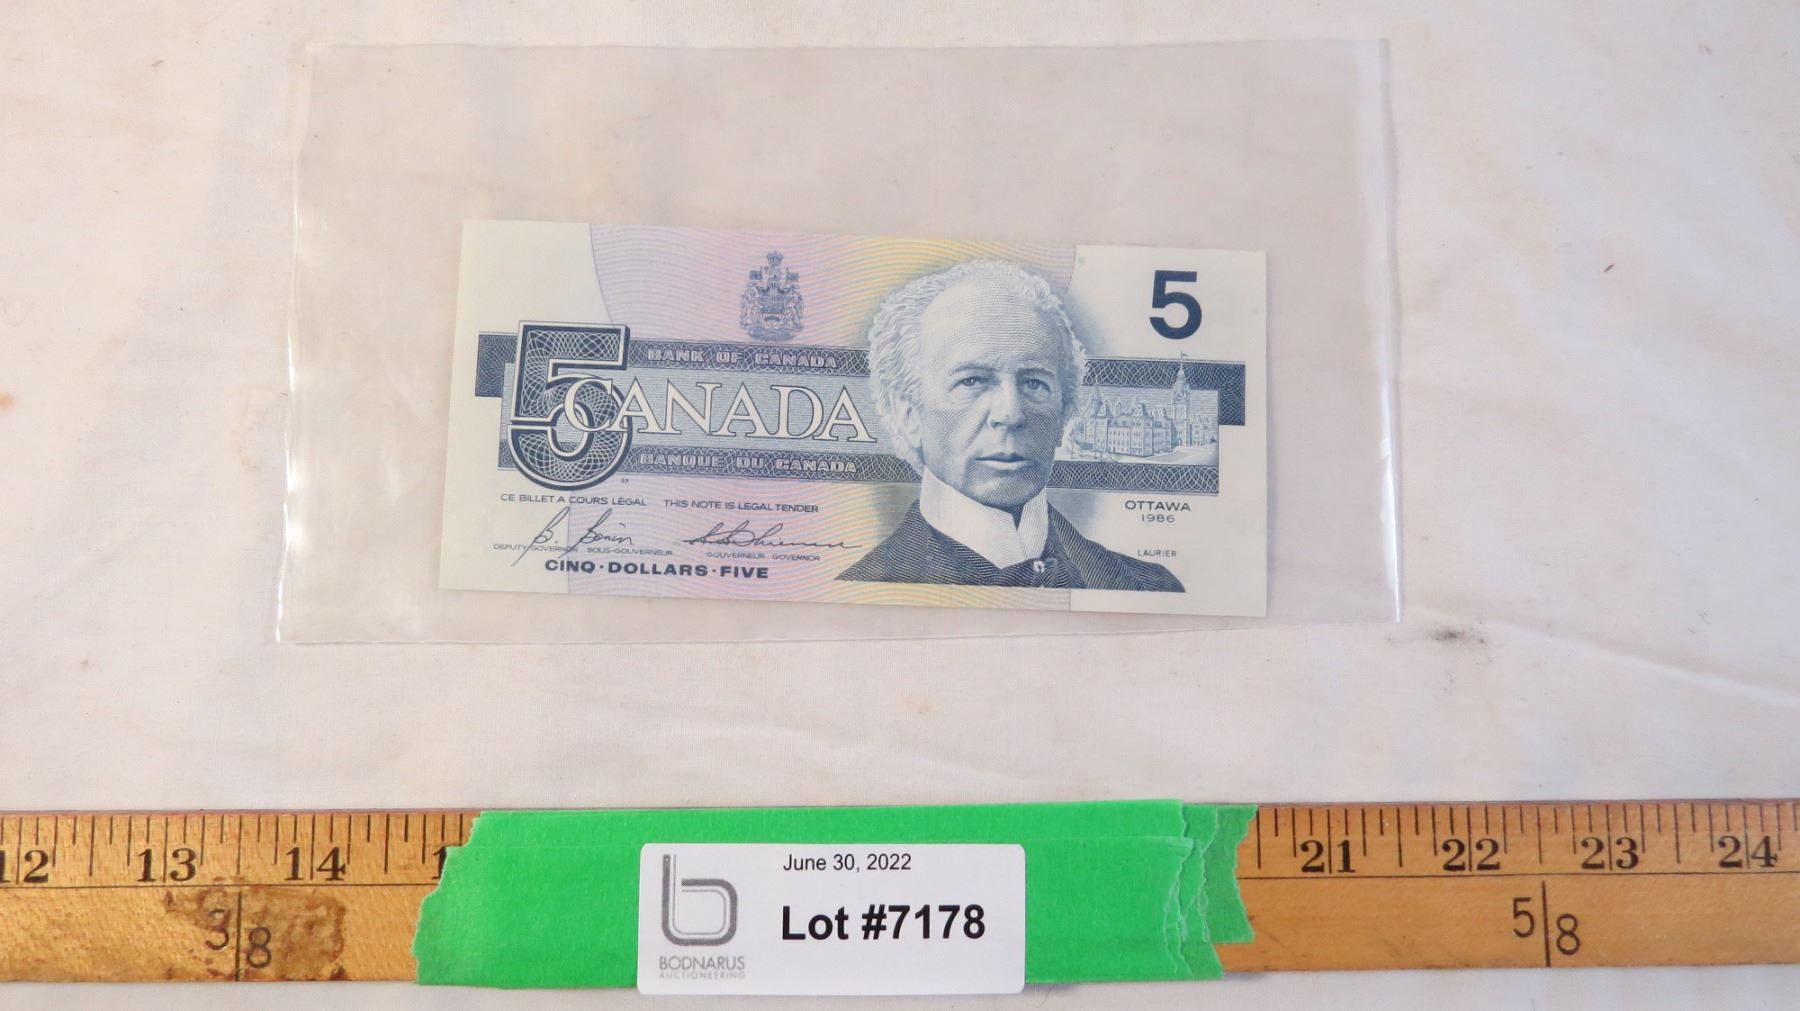 5
BANK OF CANADA
5 CANADA
BANQUE DU CANADA
CE BILLET A COURS LÉGAL THIS NOTE IS LEGAL TENDER
OTTAWA
1986
DEPUTY GOVERNOR SOUS-GOUVERNEUR GOUVERNEUR GOVERNOR
LAURIER
CINQ·DOLLARS·FIVE
12 13 14 1 21 22 23 24
3/8 5/8
June 30, 2022
Lot #7178
b
BODNARUS
AUCTIONEERING